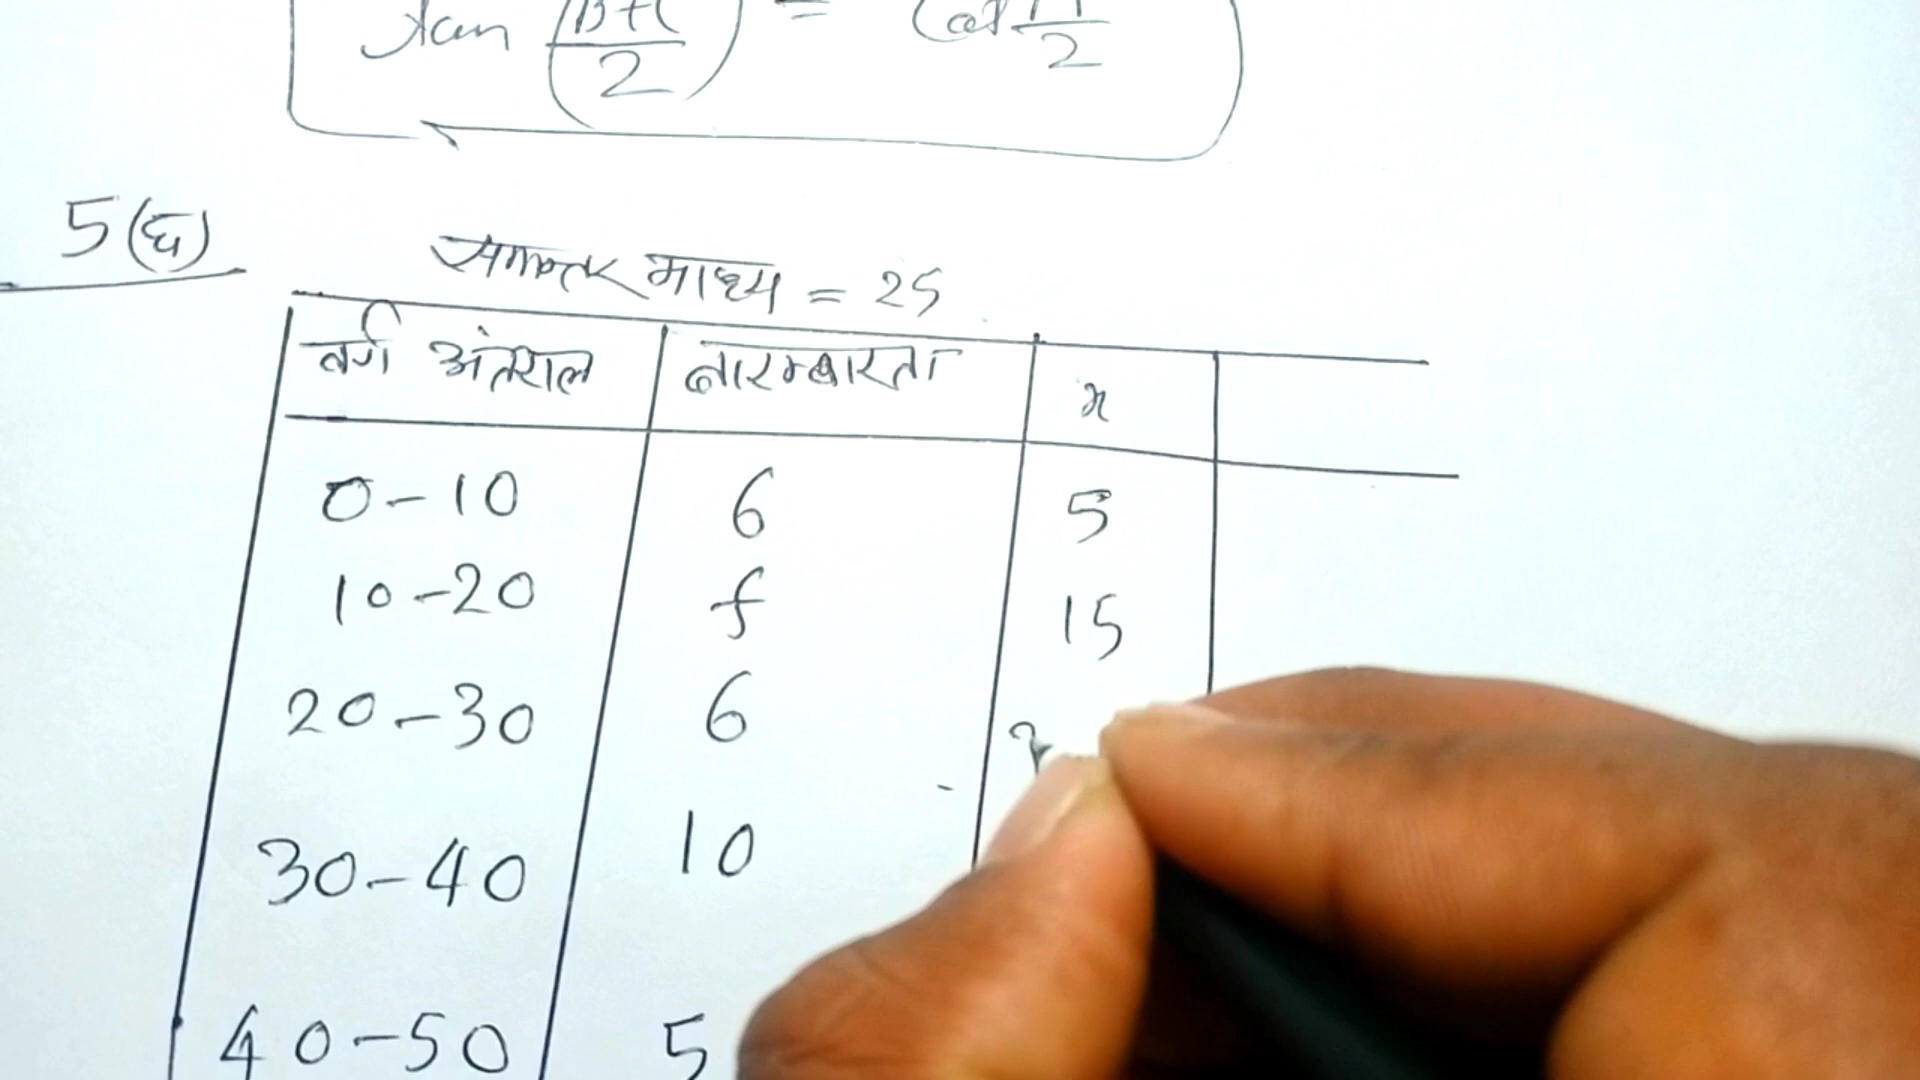 tan (B+C/2) = Cot A/2
5(घ)
समान्तर माध्य = 25
वर्ग अंतराल बारम्बारता x
0-10 6 5
10-20 f 15
20-30 6
30-40 10
40-50 5